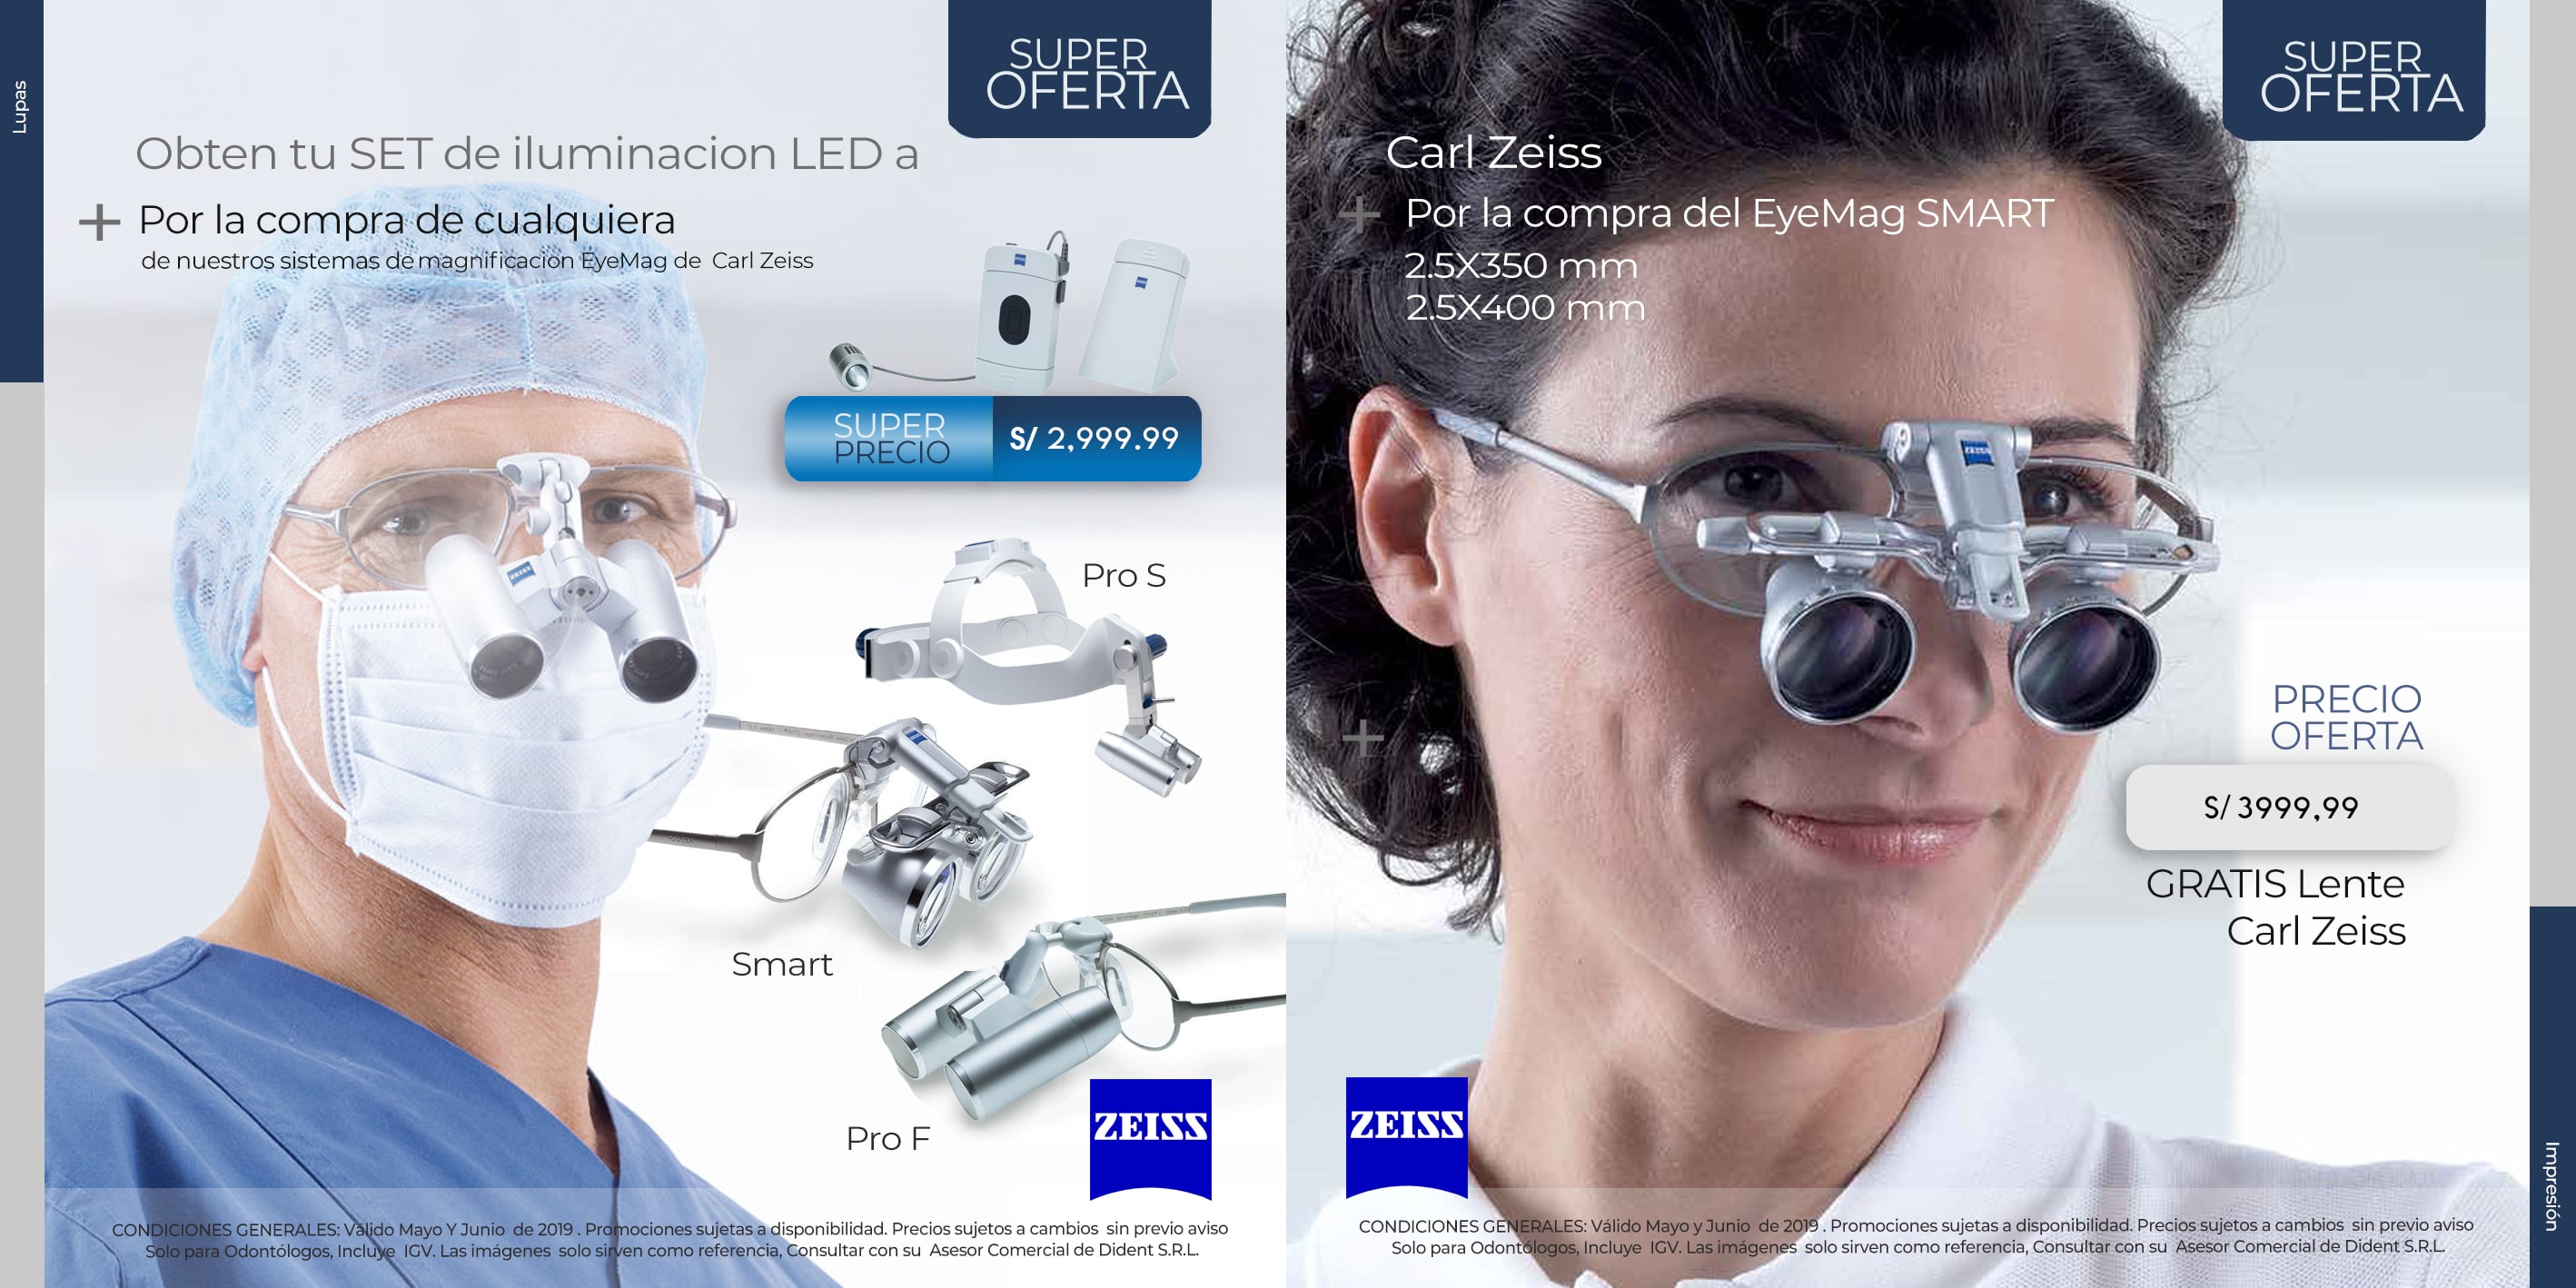 Lupas
SUPER
OFERTA
Obten tu SET de iluminacion LED a
+ Por la compra de cualquiera
de nuestros sistemas de magnificacion EyeMag de Carl Zeiss
SUPER
PRECIO
S/ 2,999.99
Pro S
ZEISS
ZEISS
Smart
Pro F
ZEISS
CONDICIONES GENERALES: Válido Mayo Y Junio de 2019 . Promociones sujetas a disponibilidad. Precios sujetos a cambios sin previo aviso
Solo para Odontólogos, Incluye IGV. Las imágenes solo sirven como referencia, Consultar con su Asesor Comercial de Dident S.R.L.
SUPER
OFERTA
Carl Zeiss
+ Por la compra del EyeMag SMART
2.5X350 mm
2.5X400 mm
ZEISS
+
PRECIO
OFERTA
S/ 3999,99
GRATIS Lente
Carl Zeiss
ZEISS
CONDICIONES GENERALES: Válido Mayo y Junio de 2019 . Promociones sujetas a disponibilidad. Precios sujetos a cambios sin previo aviso
Solo para Odontólogos, Incluye IGV. Las imágenes solo sirven como referencia, Consultar con su Asesor Comercial de Dident S.R.L.
Impresión